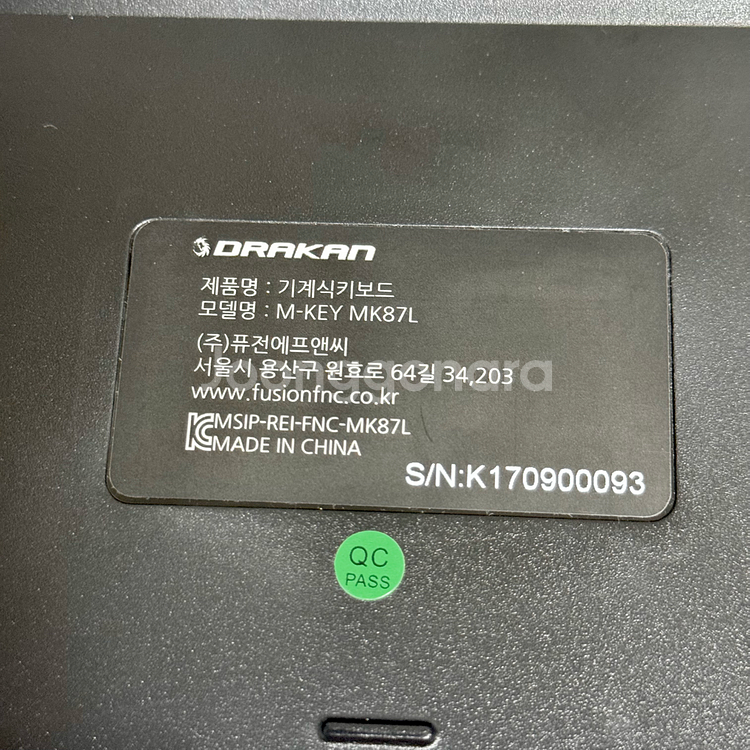 DRAKAN
제품명 : 기계식키보드
모델명 : M-KEY MK87L
(주)퓨전에프앤씨
서울시 용산구 원효로 64길 34,203
Joonggonara
www.fusionfnc.co.kr
MSIP-REI-FNC-MK87L
MADE IN CHINA
S/N:K170900093
QC
PASS